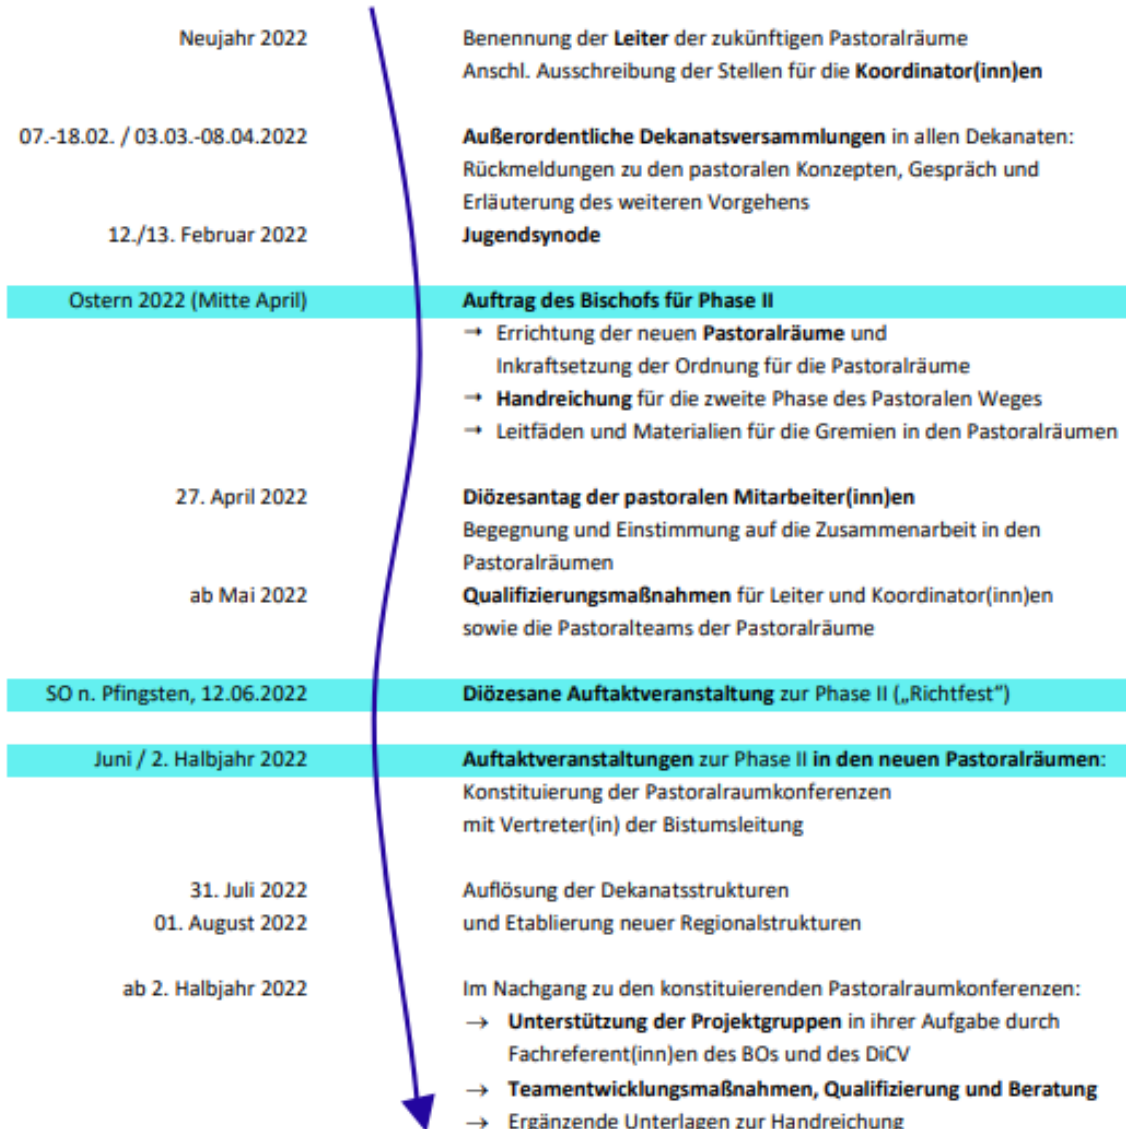 Neujahr 2022 Benennung der Leiter der zukünftigen Pastoralräume
Anschl. Ausschreibung der Stellen für die Koordinator(inn)en
07.-18.02. / 03.03.-08.04.2022 Außerordentliche Dekanatsversammlungen in allen Dekanaten:
Rückmeldungen zu den pastoralen Konzepten, Gespräch und
Erläuterung des weiteren Vorgehens
12./13. Februar 2022 Jugendsynode
Ostern 2022 (Mitte April) Auftrag des Bischofs für Phase II
→ Errichtung der neuen Pastoralräume und
Inkraftsetzung der Ordnung für die Pastoralräume
→ Handreichung für die zweite Phase des Pastoralen Weges
→ Leitfäden und Materialien für die Gremien in den Pastoralräumen
27. April 2022 Diözesantag der pastoralen Mitarbeiter(inn)en
Begegnung und Einstimmung auf die Zusammenarbeit in den
Pastoralräumen
ab Mai 2022 Qualifizierungsmaßnahmen für Leiter und Koordinator(inn)en
sowie die Pastoralteams der Pastoralräume
SO n. Pfingsten, 12.06.2022 Diözesane Auftaktveranstaltung zur Phase II („Richtfest“)
Juni / 2. Halbjahr 2022 Auftaktveranstaltungen zur Phase II in den neuen Pastoralräumen:
Konstituierung der Pastoralraumkonferenzen
mit Vertreter(in) der Bistumsleitung
31. Juli 2022 Auflösung der Dekanatsstrukturen
01. August 2022 und Etablierung neuer Regionalstrukturen
ab 2. Halbjahr 2022 Im Nachgang zu den konstituierenden Pastoralraumkonferenzen:
→ Unterstützung der Projektgruppen in ihrer Aufgabe durch
Fachreferent(inn)en des BOs und des DiCV
→ Teamentwicklungsmaßnahmen, Qualifizierung und Beratung
→ Ergänzende Unterlagen zur Handreichung